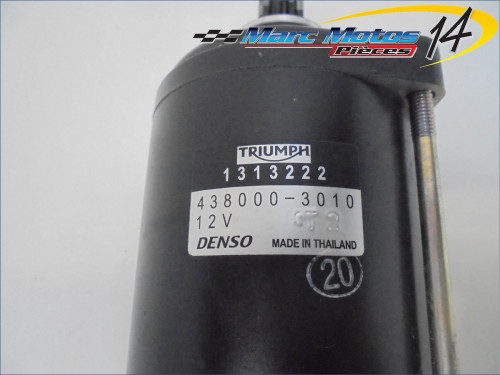 Marc Motos 14
Pièces
TRIUMPH
1313222
438000-3010
12V
DENSO MADE IN THAILAND
20